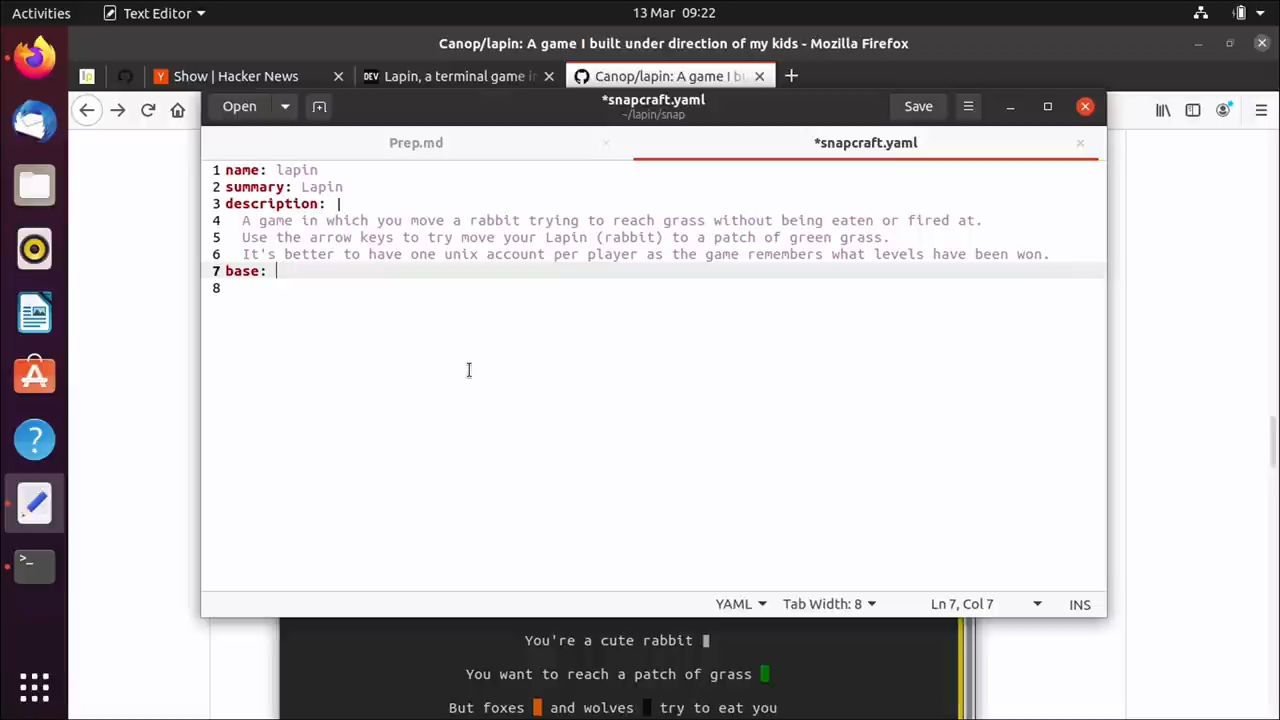 Activities
Text Editor
13 Mar 09:22
Canop/lapin: A game I built under direction of my kids - Mozilla Firefox
lp
Y
Show | Hacker News
DEV
Lapin, a terminal game in
Canop/lapin: A game I bu
Open
*snapcraft.yaml
~/lapin/snap
Save
Prep.md
*snapcraft.yaml
1 name: lapin
2 summary: Lapin
3 description: |
4 A game in which you move a rabbit trying to reach grass without being eaten or fired at.
5 Use the arrow keys to try move your Lapin (rabbit) to a patch of green grass.
6 It's better to have one unix account per player as the game remembers what levels have been won.
7 base:
8
YAML
Tab Width: 8
Ln 7, Col 7
INS
You're a cute rabbit
You want to reach a patch of grass
But foxes and wolves try to eat you